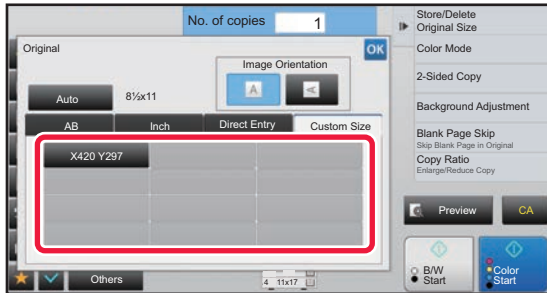 No. of copies 1
Original
OK
Image Orientation
A
A
Auto
8½x11
AB
Inch
Direct Entry
Custom Size
X420 Y297
Others
4 11x17
Store/Delete
Original Size
Color Mode
2-Sided Copy
Background Adjustment
Blank Page Skip
Skip Blank Page in Original
Copy Ratio
Enlarge/Reduce Copy
Preview
CA
B/W
Start
Color
Start